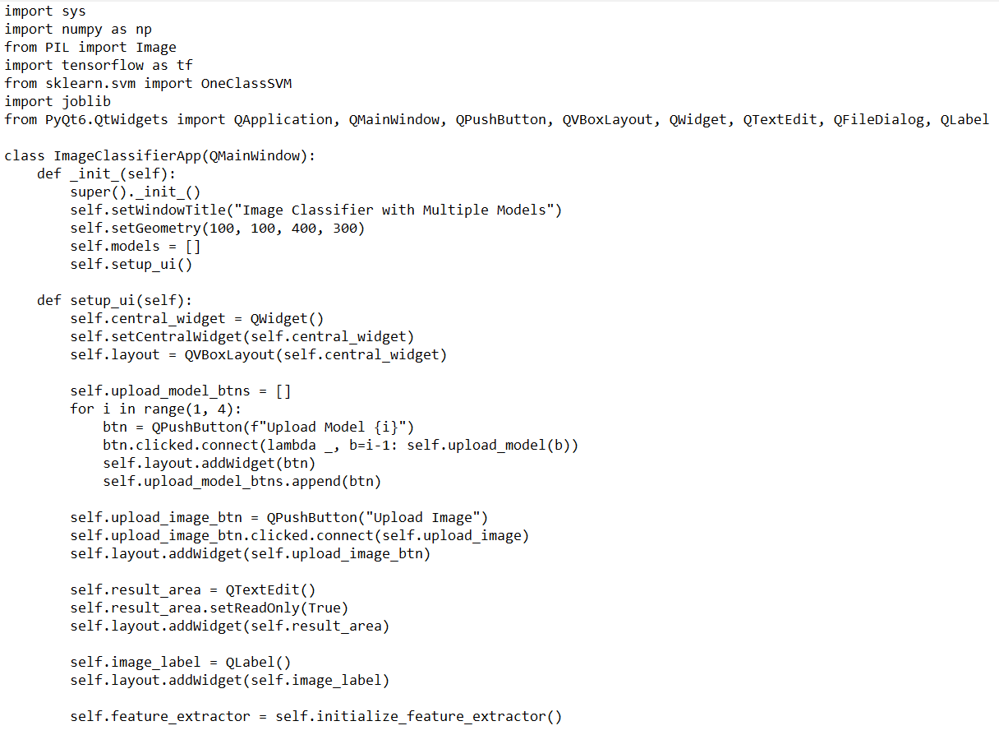 import sys
import numpy as np
from PIL import Image
import tensorflow as tf
from sklearn.svm import OneClassSVM
import joblib
from PyQt6.QtWidgets import QApplication, QMainWindow, QPushButton, QVBoxLayout, QWidget, QTextEdit, QFileDialog, QLabel

class ImageClassifierApp(QMainWindow):
    def _init_(self):
        super()._init_()
        self.setWindowTitle("Image Classifier with Multiple Models")
        self.setGeometry(100, 100, 400, 300)
        self.models = []
        self.setup_ui()

    def setup_ui(self):
        self.central_widget = QWidget()
        self.setCentralWidget(self.central_widget)
        self.layout = QVBoxLayout(self.central_widget)

        self.upload_model_btns = []
        for i in range(1, 4):
            btn = QPushButton(f"Upload Model {i}")
            btn.clicked.connect(lambda _, b=i-1: self.upload_model(b))
            self.layout.addWidget(btn)
            self.upload_model_btns.append(btn)

        self.upload_image_btn = QPushButton("Upload Image")
        self.upload_image_btn.clicked.connect(self.upload_image)
        self.layout.addWidget(self.upload_image_btn)

        self.result_area = QTextEdit()
        self.result_area.setReadOnly(True)
        self.layout.addWidget(self.result_area)

        self.image_label = QLabel()
        self.layout.addWidget(self.image_label)

        self.feature_extractor = self.initialize_feature_extractor()